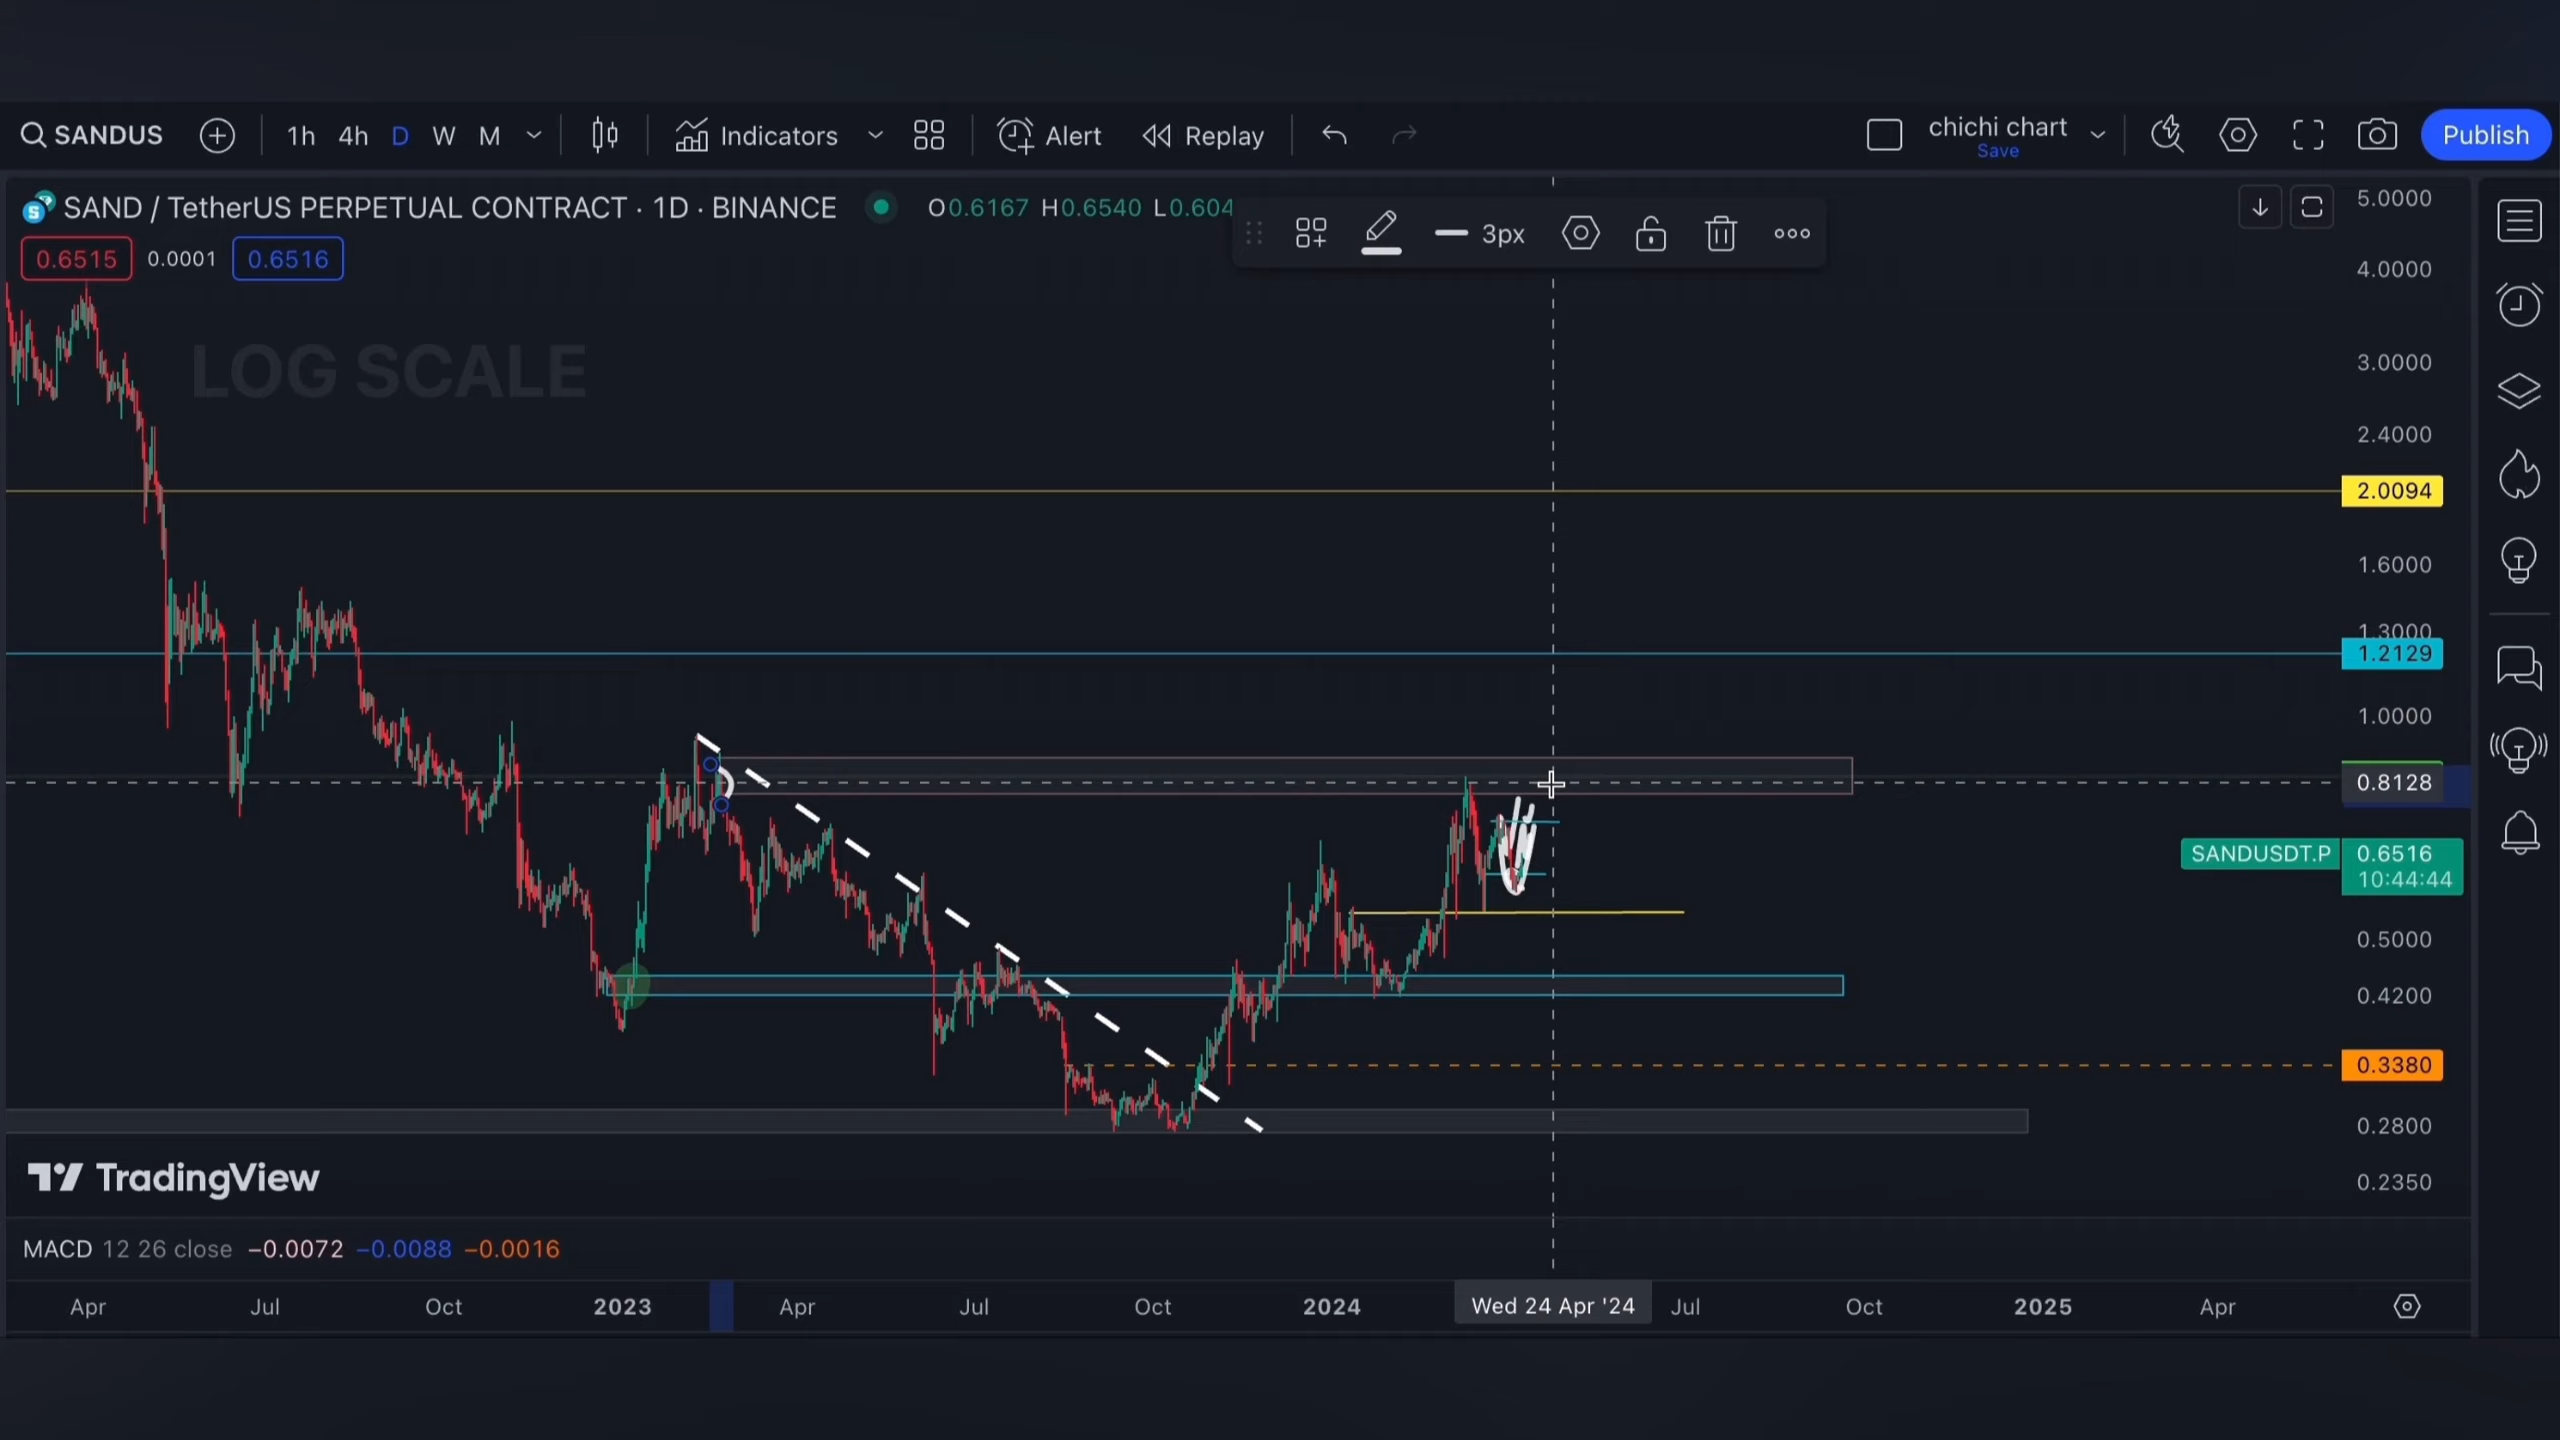 SANDUS 1h 4h D W M Indicators Alert Replay chichi chart Publish
Save
SAND / TetherUS PERPETUAL CONTRACT · 1D · BINANCE O0.6167 H0.6540 L0.604
3px
0.6515 0.0001 0.6516
LOG SCALE
5.0000
4.0000
3.0000
2.4000
2.0094
1.6000
1.3000
1.2129
1.0000
0.8128
SANDUSDT.P 0.6516
10:44:44
0.5000
0.4200
0.3380
0.2800
0.2350
TradingView
MACD 12 26 close −0.0072 −0.0088 −0.0016
Apr Jul Oct 2023 Apr Jul Oct 2024 Wed 24 Apr '24 Jul Oct 2025 Apr